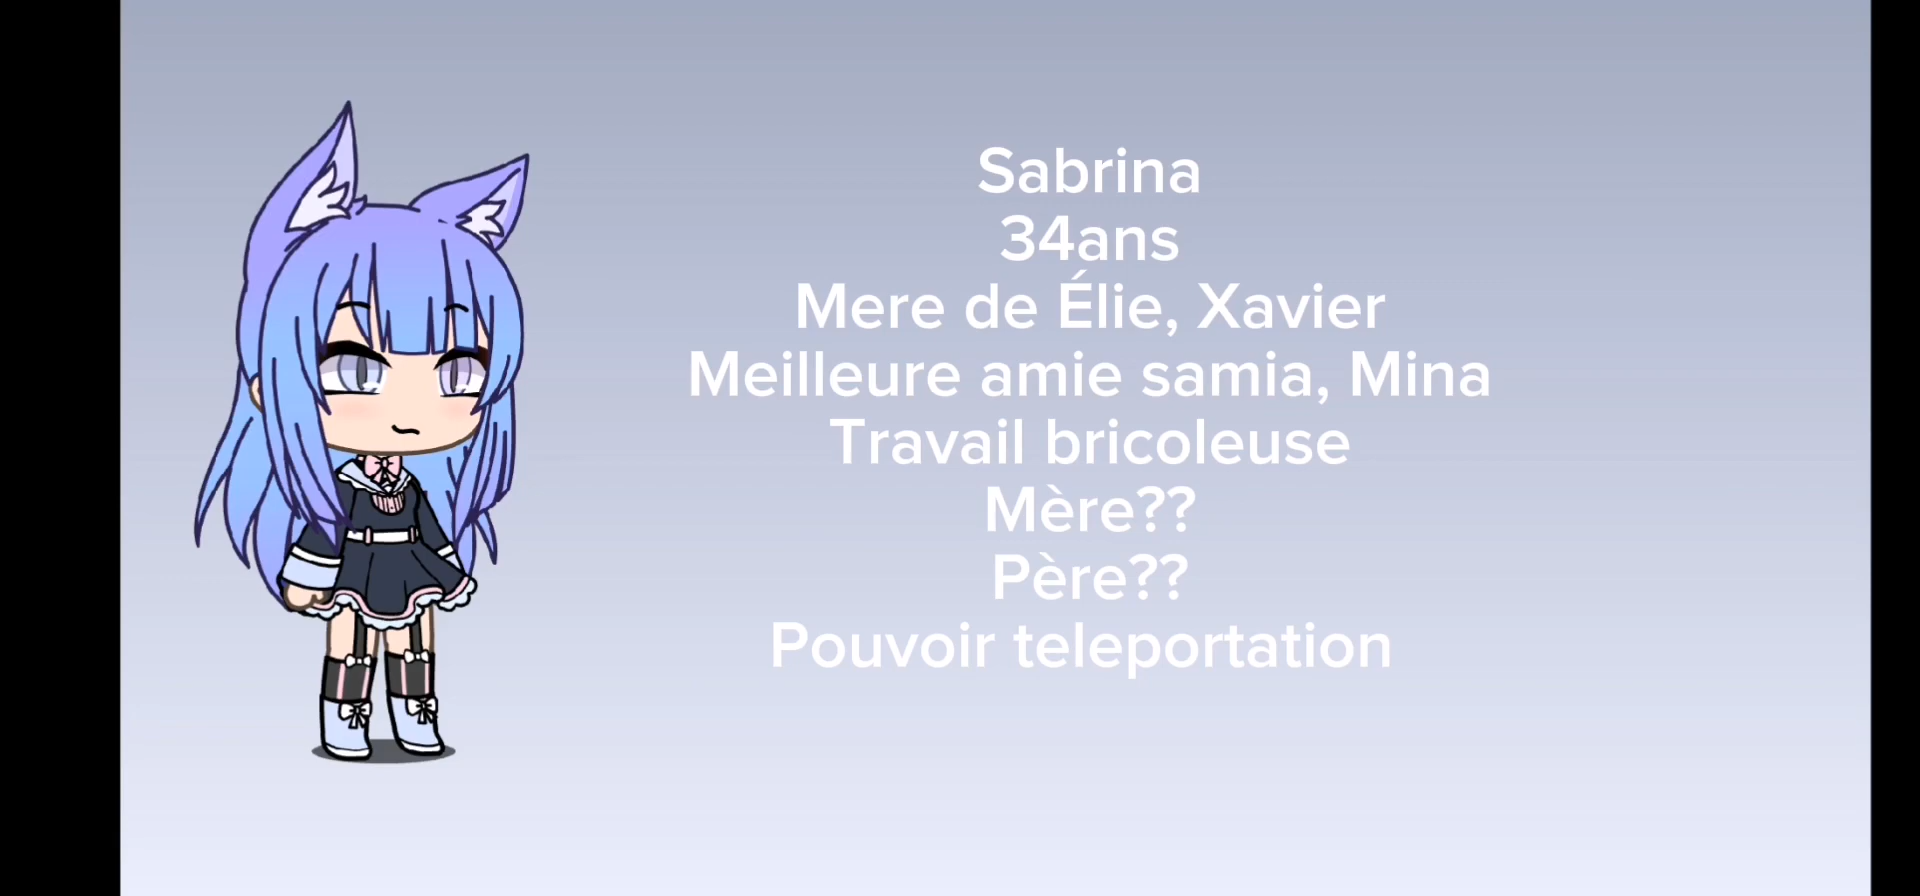 Sabrina
34ans
Mere de Élie, Xavier
Meilleure amie samia, Mina
Travail bricoleuse
Mère??
Père??
Pouvoir teleportation